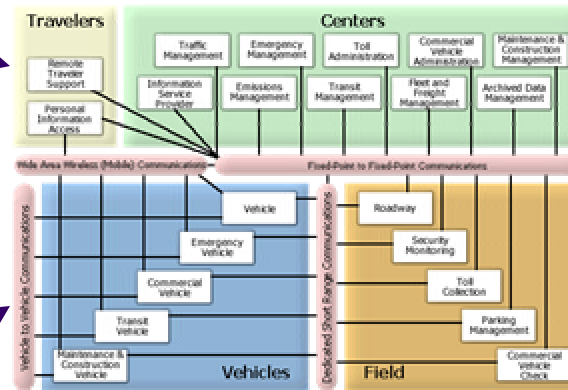 Travelers
Centers
Remote
Traveler
Support
Personal
Information
Access
Traffic
Management
Emergency
Management
Toll
Administration
Commercial
Vehicle
Administration
Maintenance &
Construction
Management
Information
Service
Provider
Emissions
Management
Transit
Management
Fleet and
Freight
Management
Archived Data
Management
Wide Area Wireless (Mobile) Communications
Fixed-Point to Fixed-Point Communications
Vehicle to Vehicle Communications
Vehicle
Emergency
Vehicle
Commercial
Vehicle
Transit
Vehicle
Maintenance &
Construction
Vehicle
Vehicles
Dedicated Short Range Communications
Roadway
Security
Monitoring
Toll
Collection
Parking
Management
Commercial
Vehicle
Check
Field